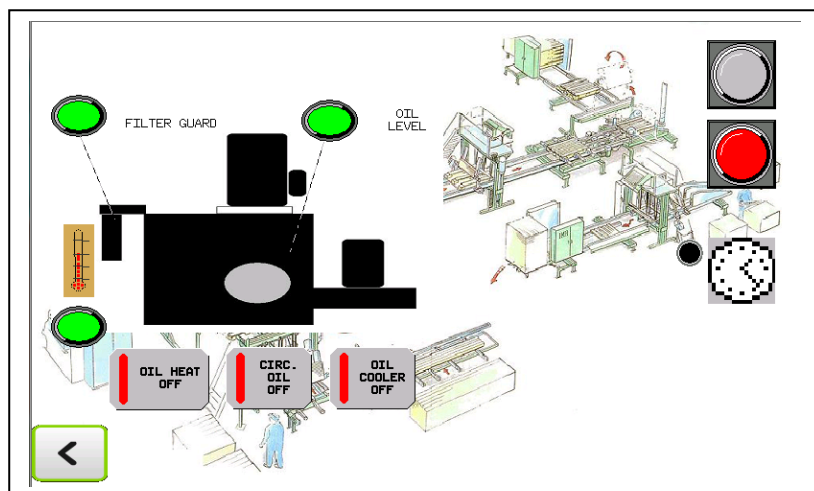 FILTER GUARD
OIL
LEVEL
OIL HEAT
OFF
CIRC.
OIL
OFF
OIL
COOLER
OFF